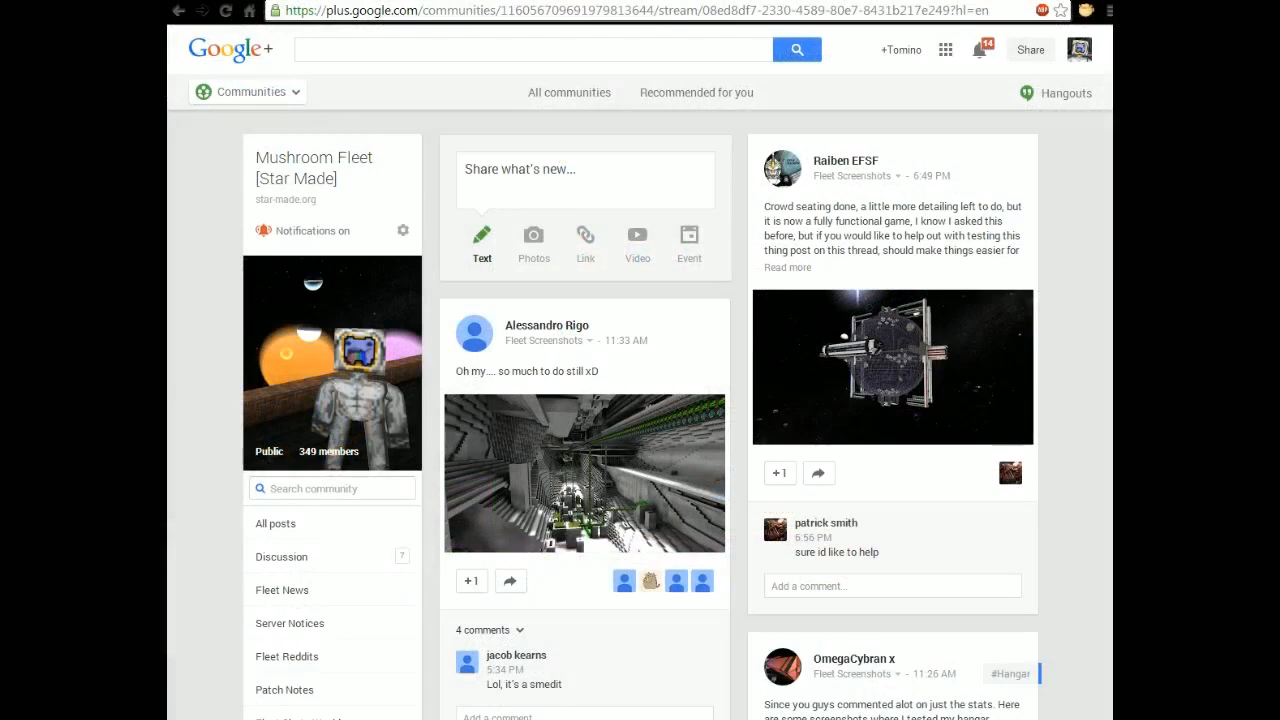 https://plus.google.com/communities/116056709691979813644/stream/08ed8df7-2330-4589-80e7-8431b217e249?hl=en
ABP
Google+
+Tomino
14
Share
Communities
All communities
Recommended for you
Hangouts
Mushroom Fleet
[Star Made]
star-made.org
Notifications on
Public 349 members
Search community
All posts
Discussion
7
Fleet News
Server Notices
Fleet Reddits
Patch Notes
Share what's new...
Text
Photos
Link
Video
Event
Alessandro Rigo
Fleet Screenshots - 11:33 AM
Oh my.... so much to do still xD
+1
4 comments
jacob kearns
5:34 PM
Lol, it's a smedit
Add a comment...
Raiben EFSF
Fleet Screenshots - 6:49 PM
Crowd seating done, a little more detailing left to do, but
it is now a fully functional game, I know I asked this
before, but if you would like to help out with testing this
thing post on this thread, should make things easier for
Read more
+1
patrick smith
6:56 PM
sure id like to help
Add a comment...
OmegaCybran x
Fleet Screenshots - 11:26 AM
#Hangar
Since you guys commented alot on just the stats. Here
are some screenshots where I tested my hangar